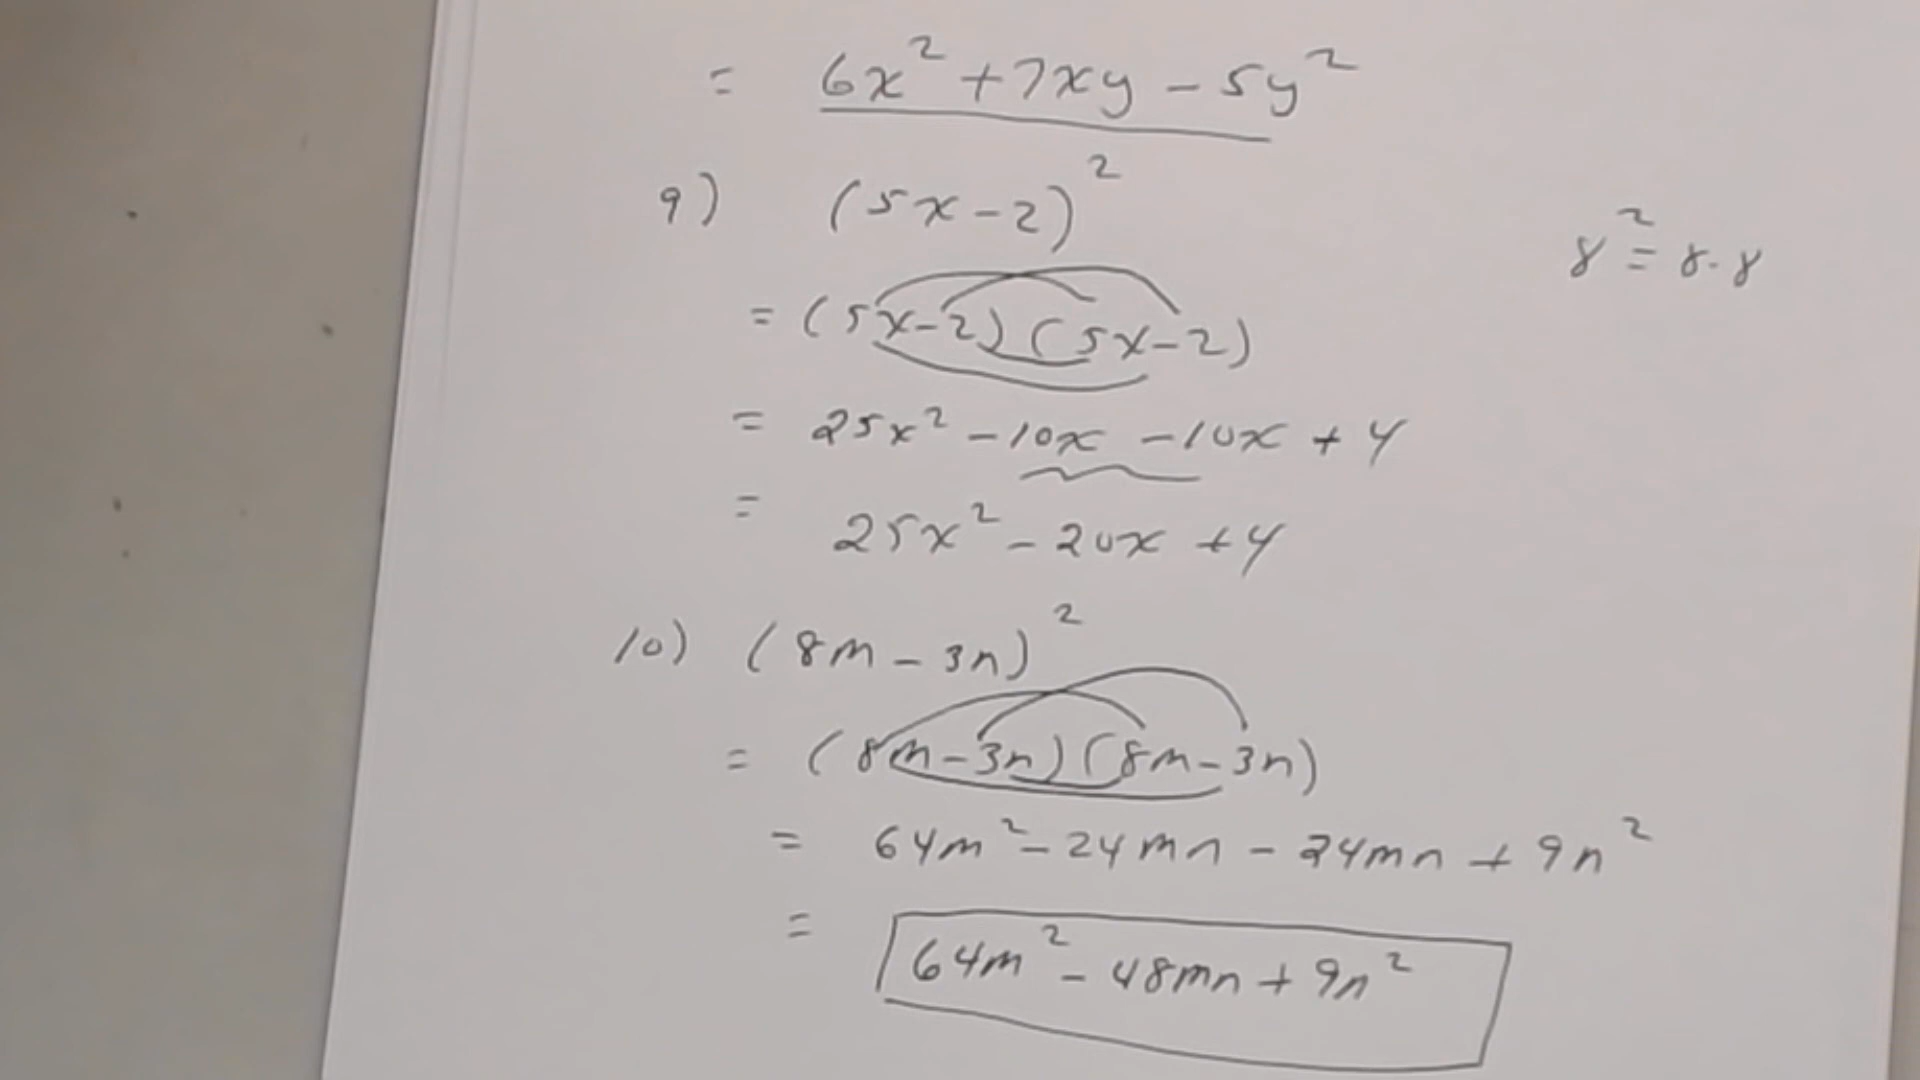 = 6x² + 7xy - 5y²
9) (5x - 2)²
8² = 8·8
= (5x - 2)(5x - 2)
= 25x² - 10x - 10x + 4
= 25x² - 20x + 4
10) (8m - 3n)²
= (8m - 3n)(8m - 3n)
= 64m² - 24mn - 24mn + 9n²
= 64m² - 48mn + 9n²